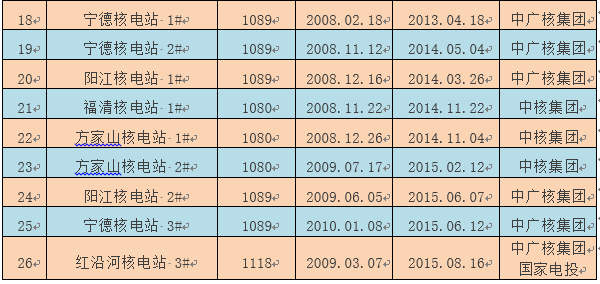 18 宁德核电站-1# 1089 2008.02.18 2013.04.18 中广核集团
19 宁德核电站-2# 1089 2008.11.12 2014.05.04 中广核集团
20 阳江核电站-1# 1089 2008.12.16 2014.03.26 中广核集团
21 福清核电站-1# 1089 2008.11.22 2014.11.22 中核集团
22 方家山核电站-1# 1080 2008.12.26 2014.11.04 中核集团
23 方家山核电站-2# 1080 2009.07.17 2015.02.12 中核集团
24 阳江核电站-2# 1089 2009.06.05 2015.06.07 中广核集团
25 宁德核电站-3# 1089 2010.01.08 2015.06.12 中广核集团
26 红沿河核电站-3# 1118 2009.03.07 2015.08.16 中广核集团
国家电投